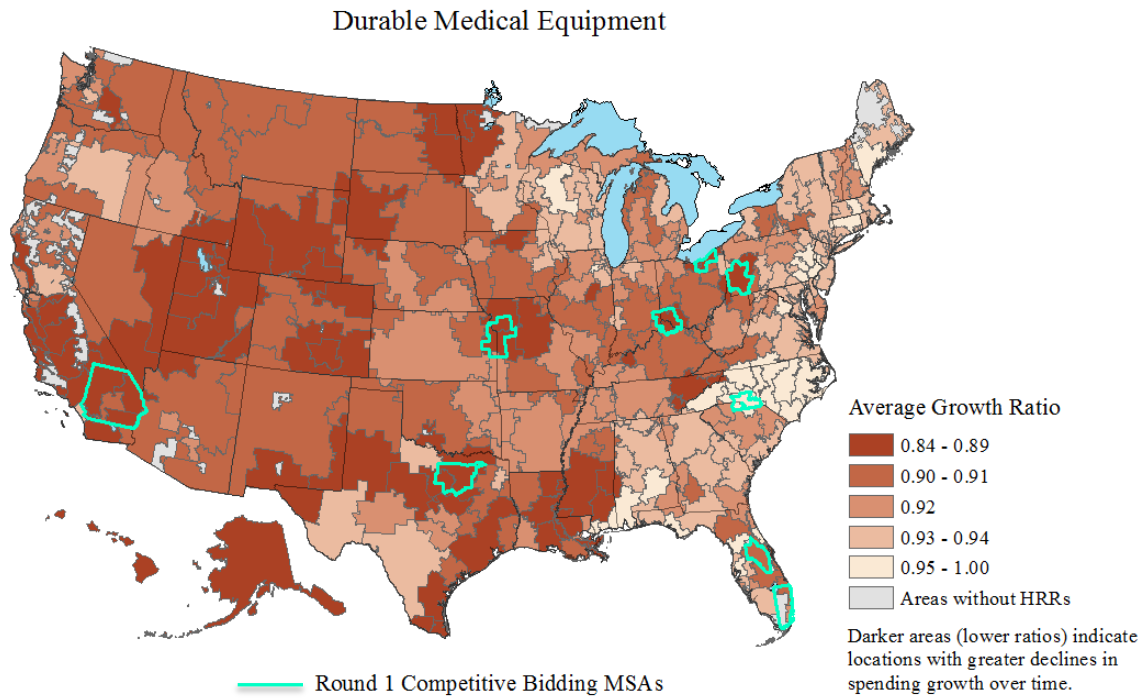 Durable Medical Equipment
Average Growth Ratio
0.84 - 0.89
0.90 - 0.91
0.92
0.93 - 0.94
0.95 - 1.00
Areas without HRRs
Darker areas (lower ratios) indicate
locations with greater declines in
spending growth over time.
Round 1 Competitive Bidding MSAs